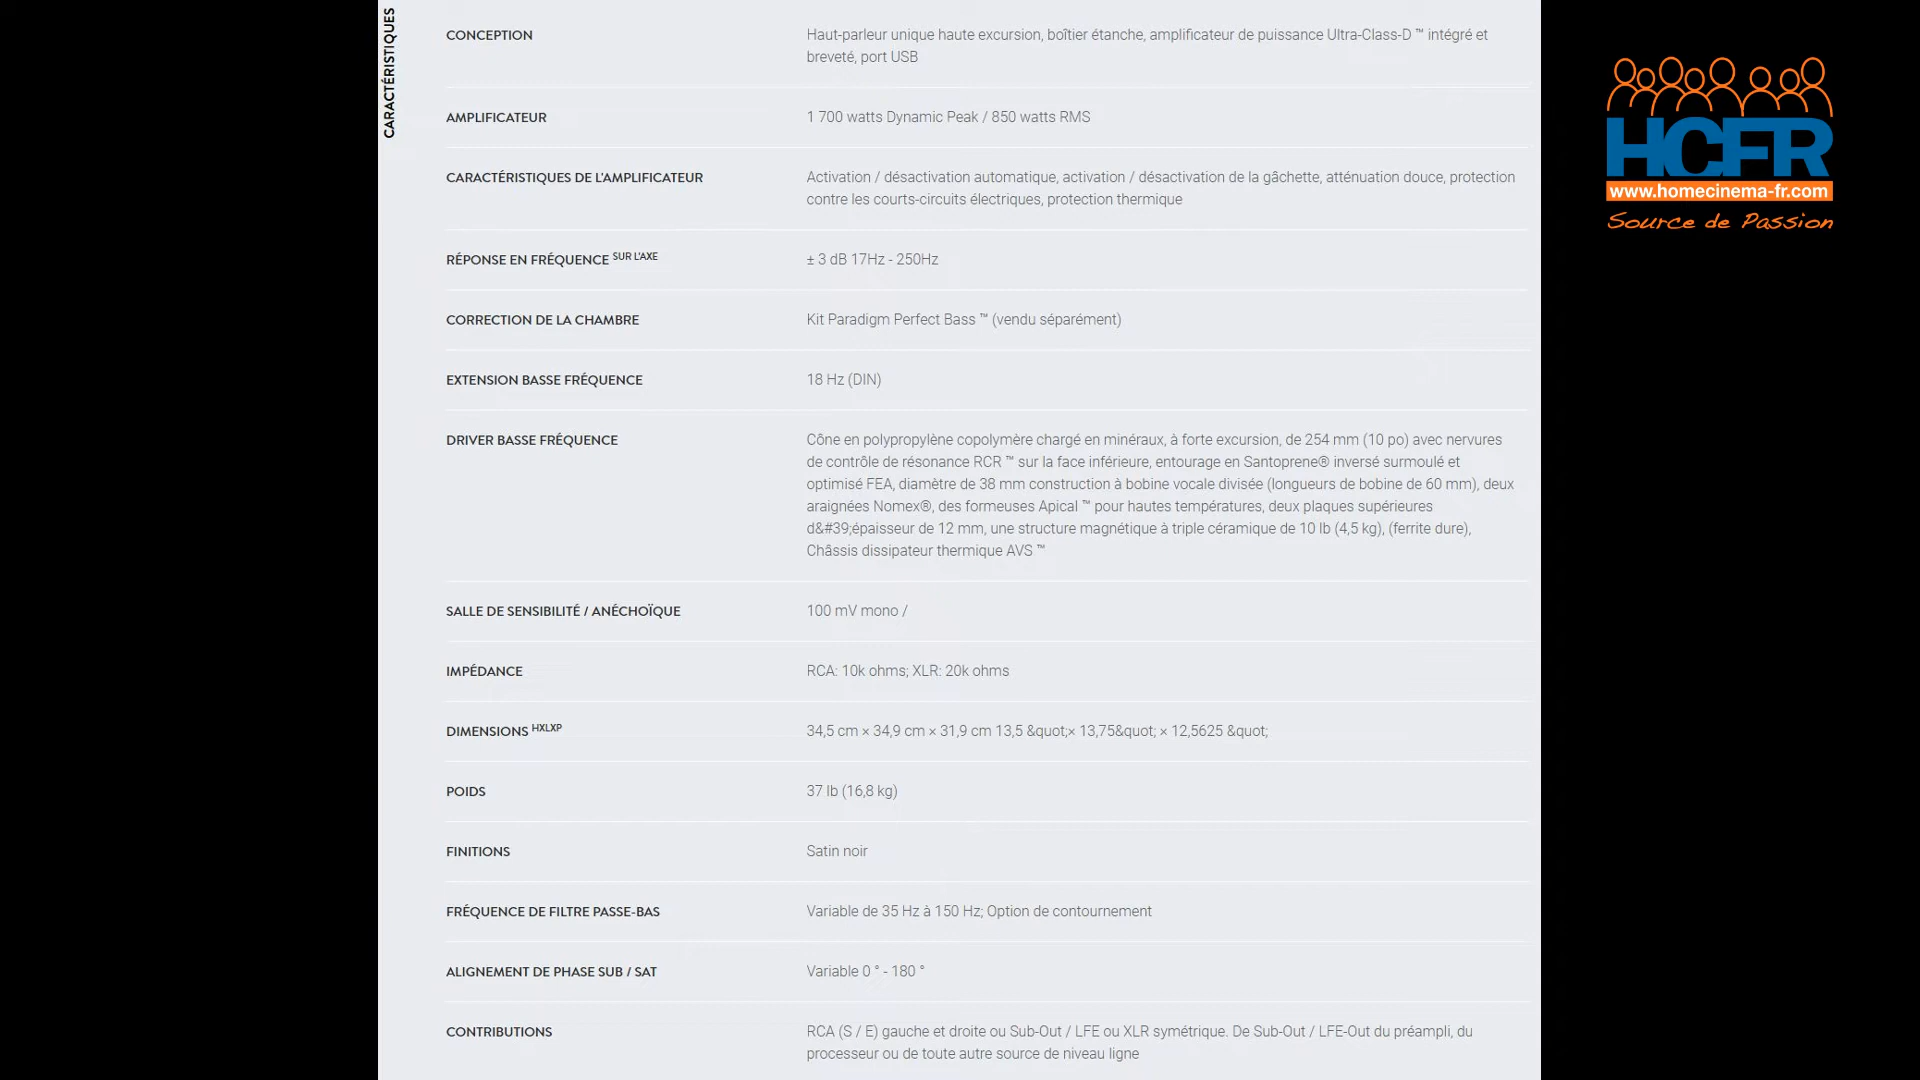 CARACTÉRISTIQUES
CONCEPTION
Haut-parleur unique haute excursion, boîtier étanche, amplificateur de puissance Ultra-Class-D ™ intégré et
breveté, port USB
AMPLIFICATEUR
1 700 watts Dynamic Peak / 850 watts RMS
CARACTÉRISTIQUES DE L'AMPLIFICATEUR
Activation / désactivation automatique, activation / désactivation de la gâchette, atténuation douce, protection
contre les courts-circuits électriques, protection thermique
RÉPONSE EN FRÉQUENCE SUR L'AXE
± 3 dB 17Hz - 250Hz
CORRECTION DE LA CHAMBRE
Kit Paradigm Perfect Bass ™ (vendu séparément)
EXTENSION BASSE FRÉQUENCE
18 Hz (DIN)
DRIVER BASSE FRÉQUENCE
Cône en polypropylène copolymère chargé en minéraux, à forte excursion, de 254 mm (10 po) avec nervures
de contrôle de résonance RCR ™ sur la face inférieure, entourage en Santoprene® inversé surmoulé et
optimisé FEA, diamètre de 38 mm construction à bobine vocale divisée (longueurs de bobine de 60 mm), deux
araignées Nomex®, des formeuses Apical ™ pour hautes températures, deux plaques supérieures
d&#39;épaisseur de 12 mm, une structure magnétique à triple céramique de 10 lb (4,5 kg), (ferrite dure),
Châssis dissipateur thermique AVS ™
SALLE DE SENSIBILITÉ / ANÉCHOÏQUE
100 mV mono /
IMPÉDANCE
RCA: 10k ohms; XLR: 20k ohms
DIMENSIONS HXLXP
34,5 cm × 34,9 cm × 31,9 cm 13,5 &quot;× 13,75&quot; × 12,5625 &quot;
POIDS
37 lb (16,8 kg)
FINITIONS
Satin noir
FRÉQUENCE DE FILTRE PASSE-BAS
Variable de 35 Hz à 150 Hz; Option de contournement
ALIGNEMENT DE PHASE SUB / SAT
Variable 0 ° - 180 °
CONTRIBUTIONS
RCA (S / E) gauche et droite ou Sub-Out / LFE ou XLR symétrique. De Sub-Out / LFE-Out du préampli, du
processeur ou de toute autre source de niveau ligne
HCFR
www.homecinema-fr.com
Source de Passion